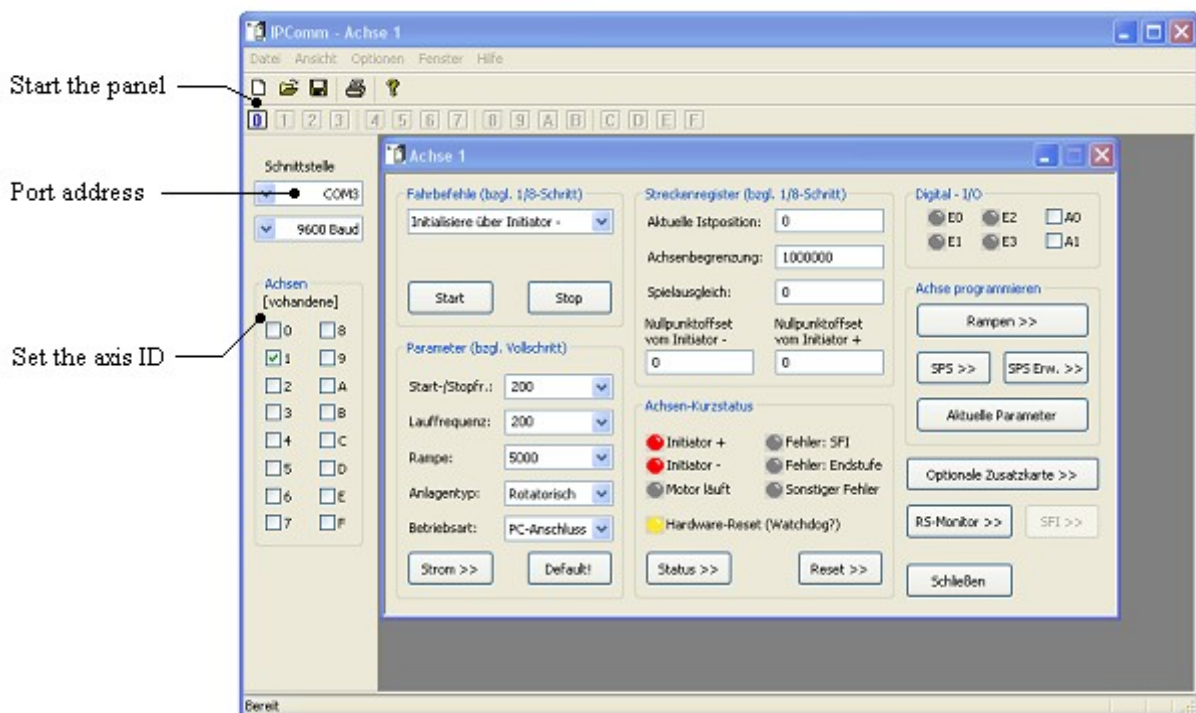 IPComm - Achse 1
Datei Ansicht Optionen Fenster Hilfe
Start the panel
0 1 2 3 4 5 6 7 8 9 A B C D E F
Schnittstelle
Port address
COM3
9600 Baud
Achsen
[vohandene]
Set the axis ID
0 8
1 9
2 A
3 B
4 C
5 D
6 E
7 F
Achse 1
Fahrbefehle (bzgl. 1/8-Schritt)
Initialisiere über Initiator -
Start Stop
Parameter (bzgl. Vollschritt)
Start-/Stopfr.: 200
Lauffrequenz: 200
Rampe: 5000
Anlagentyp: Rotatorisch
Betriebsart: PC-Anschluss
Strom >> Default!
Streckenregister (bzgl. 1/8-Schritt)
Aktuelle Istposition: 0
Achsenbegrenzung: 1000000
Spielausgleich: 0
Nullpunktoffset Nullpunktoffset
vom Initiator - vom Initiator +
0 0
Achsen-Kurzstatus
Initiator + Fehler: SFI
Initiator - Fehler: Endstufe
Motor läuft Sonstiger Fehler
Hardware-Reset (Watchdog?)
Status >> Reset >>
Digital - I/O
E0 E2 A0
E1 E3 A1
Achse programmieren
Rampen >>
SPS >> SPS Erw. >>
Aktuelle Parameter
Optionale Zusatzkarte >>
RS-Monitor >> SFI >>
Schließen
Bereit